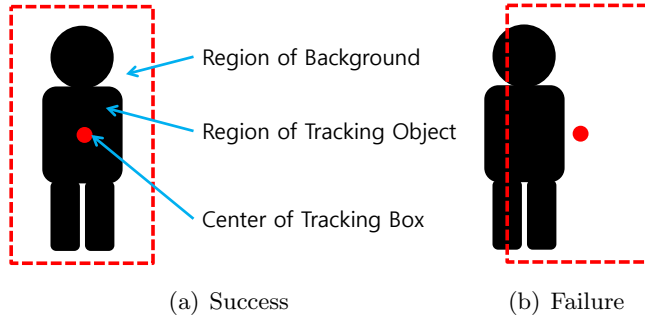 Region of Background
Region of Tracking Object
Center of Tracking Box
(a) Success
(b) Failure